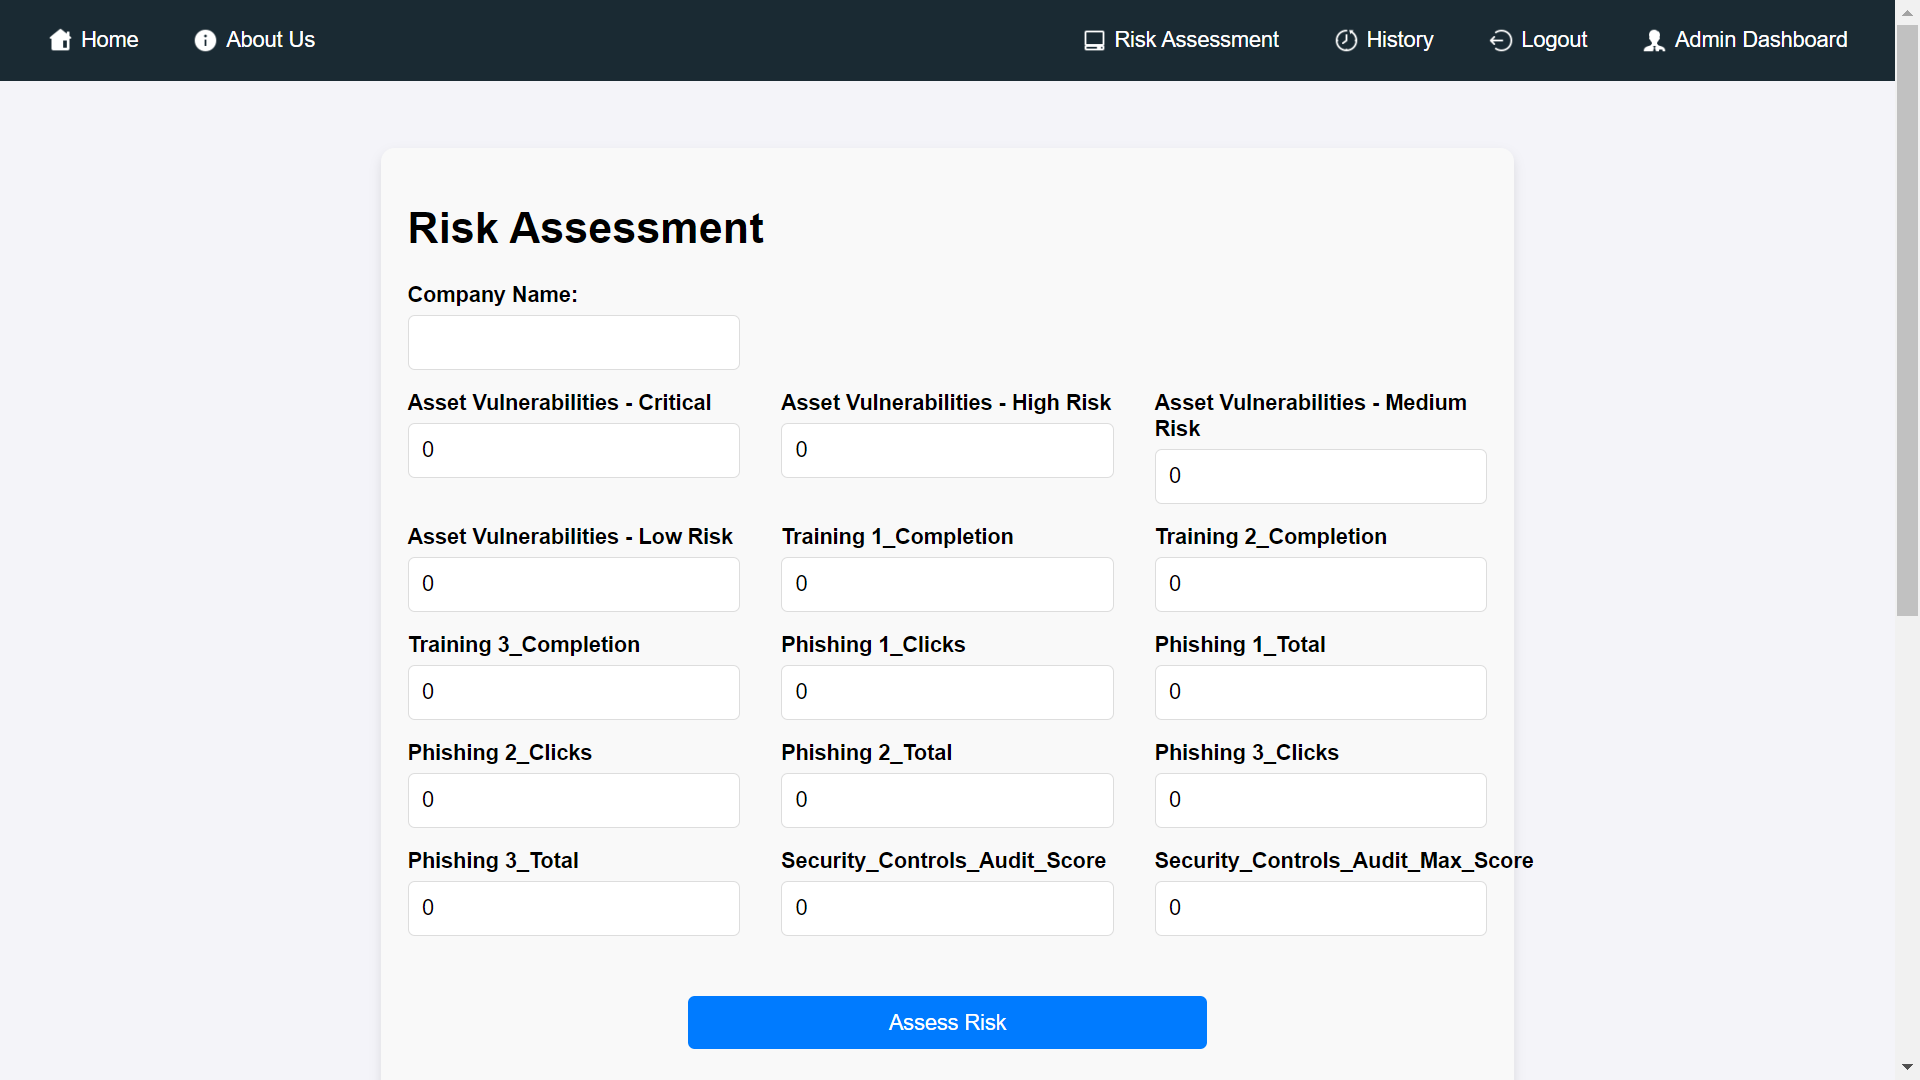 Home
About Us
Risk Assessment
History
Logout
Admin Dashboard
Risk Assessment
Company Name:
Asset Vulnerabilities - Critical
Asset Vulnerabilities - High Risk
Asset Vulnerabilities - Medium
Risk
0
0
0
Asset Vulnerabilities - Low Risk
Training 1_Completion
Training 2_Completion
0
0
0
Training 3_Completion
Phishing 1_Clicks
Phishing 1_Total
0
0
0
Phishing 2_Clicks
Phishing 2_Total
Phishing 3_Clicks
0
0
0
Phishing 3_Total
Security_Controls_Audit_Score
Security_Controls_Audit_Max_Score
0
0
0
Assess Risk